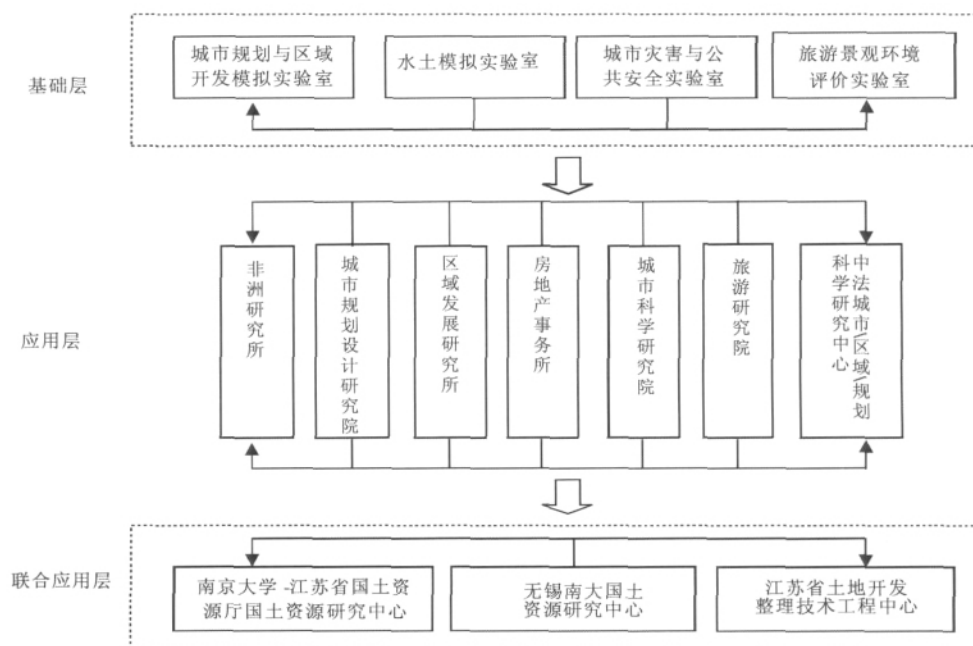 基础层
城市规划与区域
开发模拟实验室
水土模拟实验室
城市灾害与公
共安全实验室
旅游景观环境
评价实验室
应用层
非洲研究所
城市规划设计研究院
区域发展研究所
房地产事务所
城市科学研究院
旅游研究院
中法城市\区域\规划
科学研究中心
联合应用层
南京大学-江苏省国土资
源厅国土资源研究中心
无锡南大国土
资源研究中心
江苏省土地开发
整理技术工程中心